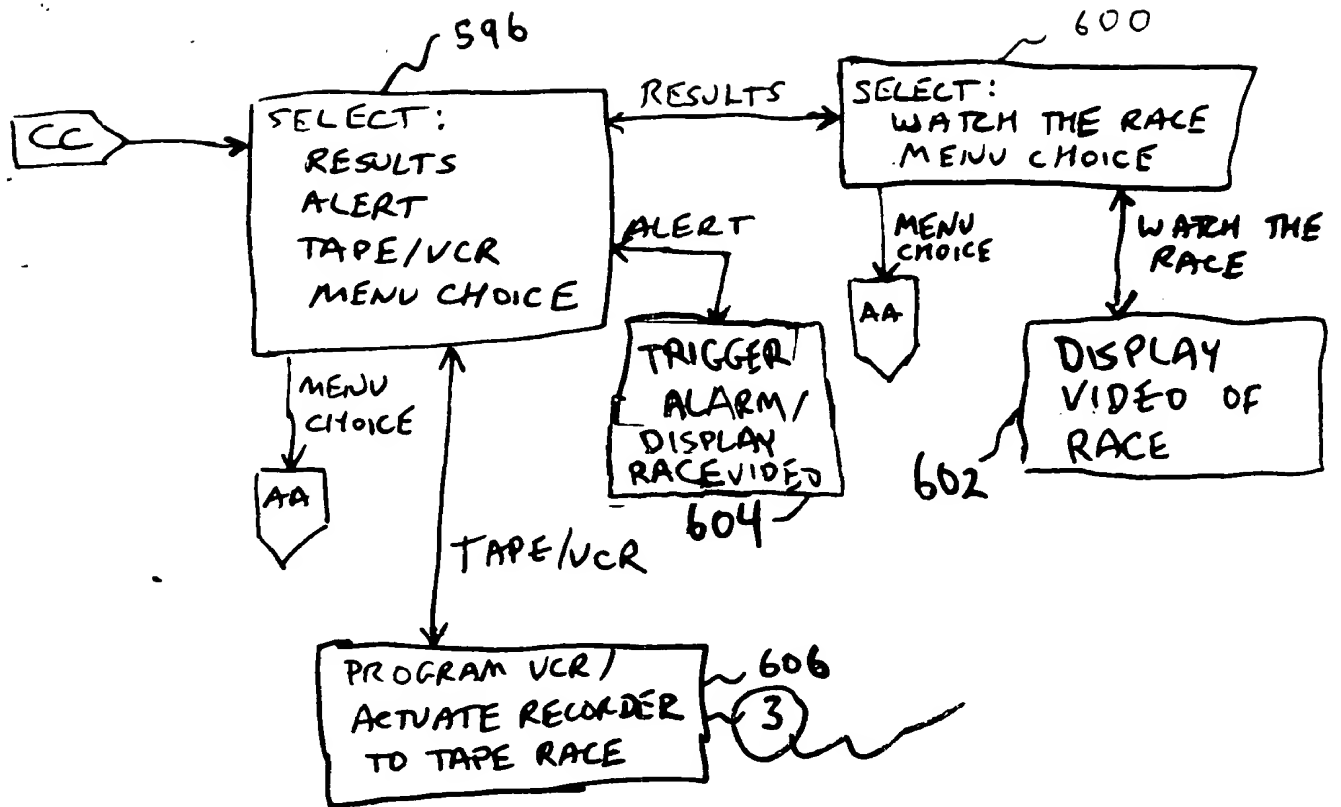 596
600
CC
SELECT:
RESULTS
ALERT
TAPE/VCR
MENU CHOICE
RESULTS
SELECT:
WATCH THE RACE
MENU CHOICE
ALERT
MENU
CHOICE
AA
WATCH THE
RACE
MENU
CHOICE
AA
TRIGGER
ALARM/
DISPLAY
RACE VIDEO
604
DISPLAY
VIDEO OF
RACE
602
TAPE/VCR
PROGRAM VCR/
ACTUATE RECORDER
TO TAPE RACE
606
3